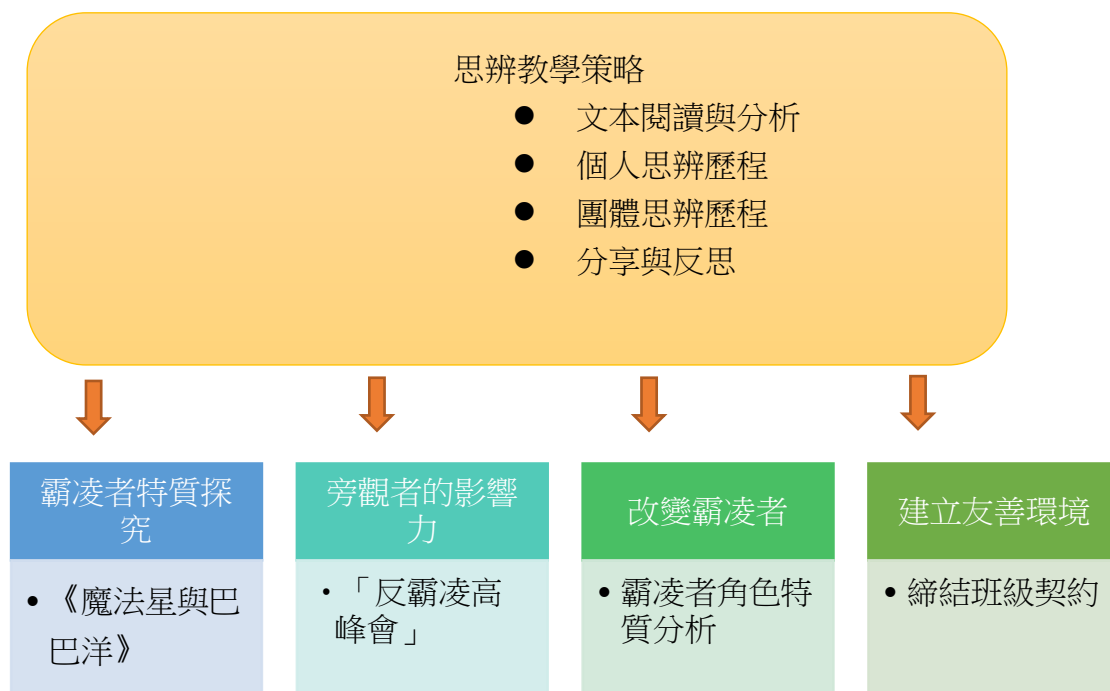 思辨教學策略
● 文本閱讀與分析
● 個人思辨歷程
● 團體思辨歷程
● 分享與反思
霸凌者特質探
究
• 《魔法星與巴
巴洋》
旁觀者的影響
力
• 「反霸凌高
峰會」
改變霸凌者
• 霸凌者角色特
質分析
建立友善環境
• 締結班級契約